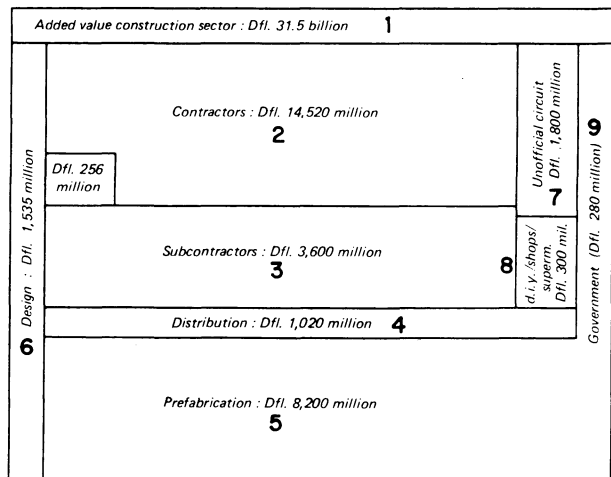 Added value construction sector : Dfl. 31.5 billion 1
Contractors : Dfl. 14,520 million
2
Dfl. 256
million
Subcontractors : Dfl. 3,600 million
3
Distribution : Dfl. 1,020 million 4
Prefabrication : Dfl. 8,200 million
5
Design : Dfl. 1,535 million
6
Unofficial circuit
Dfl. 1,800 million
7
8
d.i.y./shops/
superm.
Dfl. 300 mil.
9
Government (Dfl. 280 million)